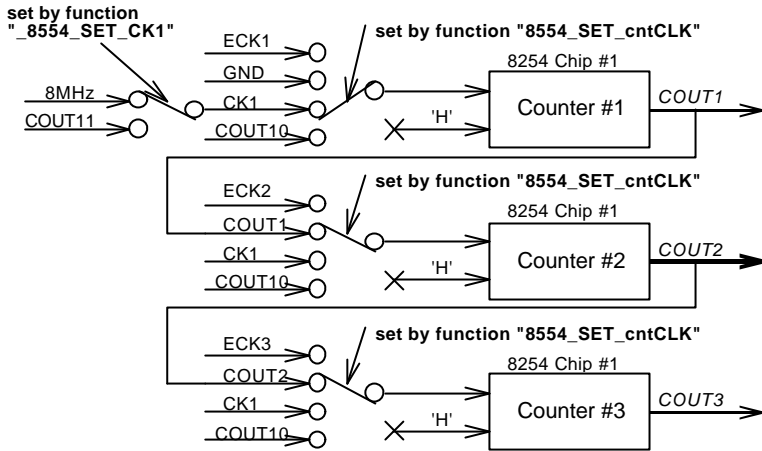 set by function
"_8554_SET_CK1"
ECK1
set by function "8554_SET_cntCLK"
GND
8254 Chip #1
8MHz
CK1
Counter #1
COUT1
COUT11
COUT10
'H'
set by function "8554_SET_cntCLK"
ECK2
8254 Chip #1
COUT1
CK1
'H'
Counter #2
COUT2
COUT10
set by function "8554_SET_cntCLK"
ECK3
8254 Chip #1
COUT2
CK1
'H'
Counter #3
COUT3
COUT10